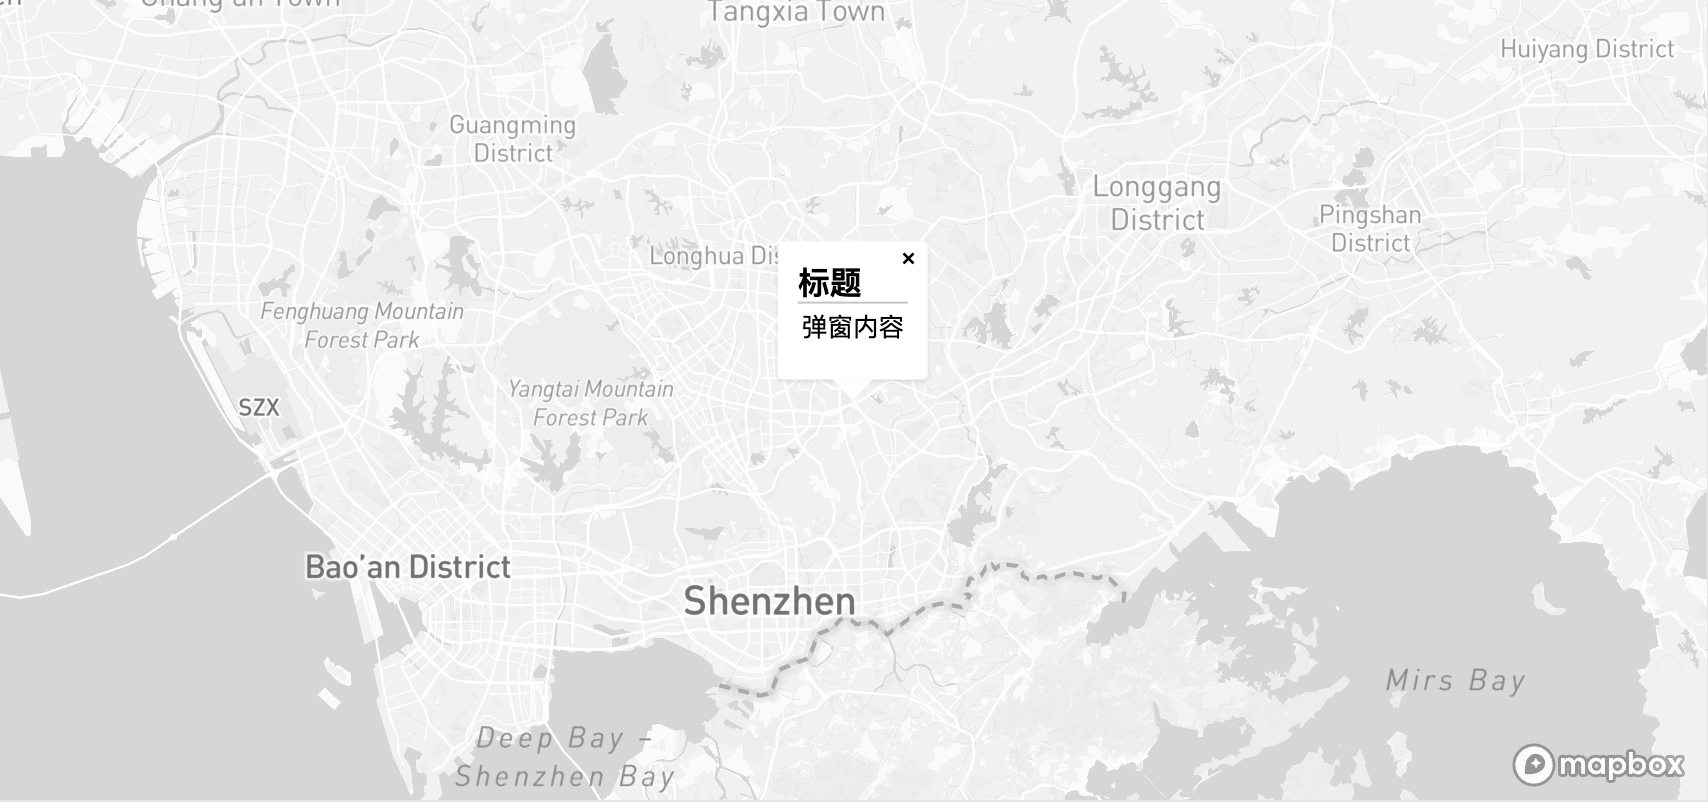 Tangxia Town
Huiyang District
Guangming
District
Longgang
District
Pingshan
District
Longhua Dis
×
标题
弹窗内容
Fenghuang Mountain
Forest Park
Yangtai Mountain
Forest Park
SZX
Bao'an District
Shenzhen
Mirs Bay
Deep Bay –
Shenzhen Bay
mapbox